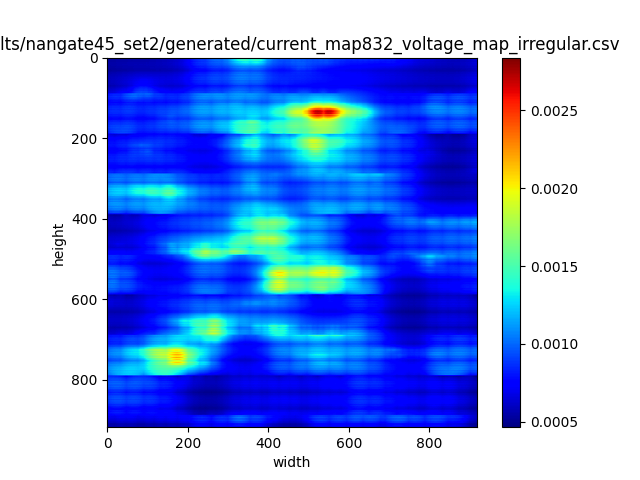 lts/nangate45_set2/generated/current_map832_voltage_map_irregular.csv
0
200
400
600
800
height
0 200 400 600 800
width
0.0025
0.0020
0.0015
0.0010
0.0005